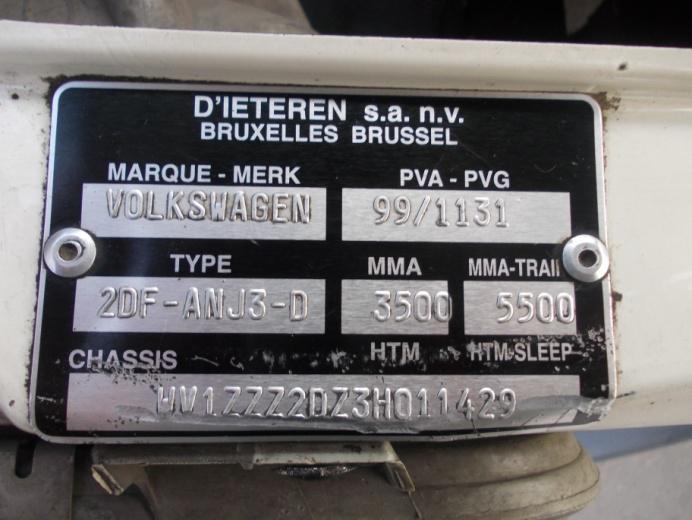 D'IETEREN s.a. n.v.
BRUXELLES BRUSSEL
MARQUE - MERK PVA - PVG
VOLKSWAGEN 99/1131
TYPE MMA MMA-TRAIN
2DF-ANJ3-D 3500 5500
CHASSIS HTM HTM-SLEEP
WV1ZZZ2DZ3H011429